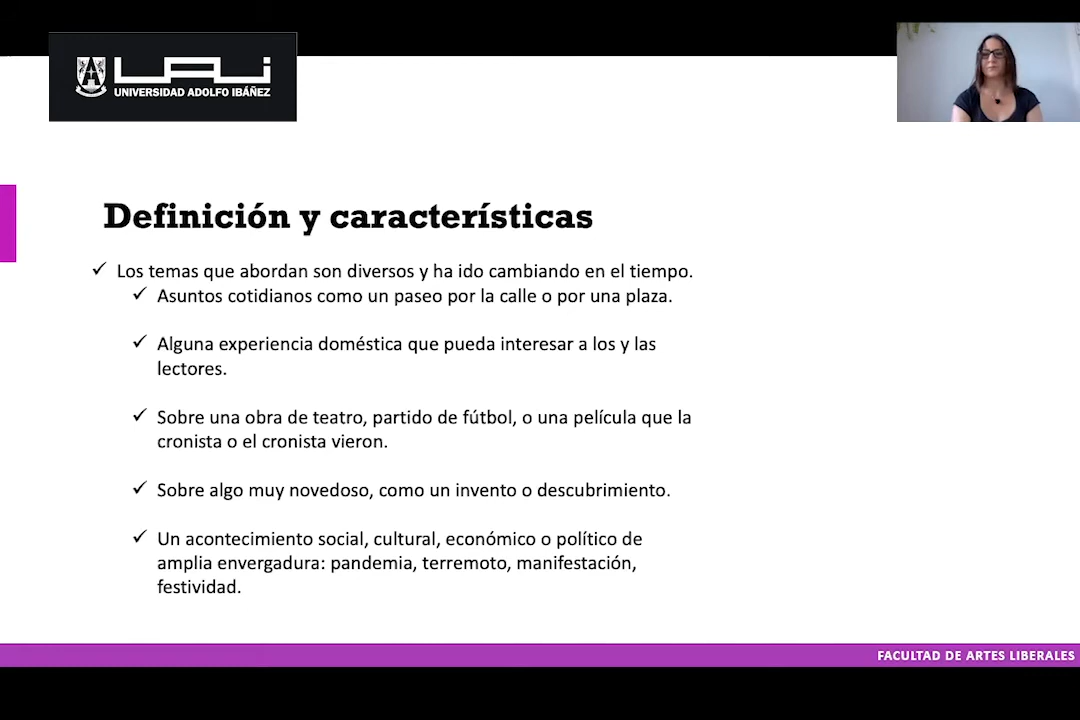 UAI
UNIVERSIDAD ADOLFO IBÁÑEZ
Definición y características
✓ Los temas que abordan son diversos y ha ido cambiando en el tiempo.
✓ Asuntos cotidianos como un paseo por la calle o por una plaza.
✓ Alguna experiencia doméstica que pueda interesar a los y las
lectores.
✓ Sobre una obra de teatro, partido de fútbol, o una película que la
cronista o el cronista vieron.
✓ Sobre algo muy novedoso, como un invento o descubrimiento.
✓ Un acontecimiento social, cultural, económico o político de
amplia envergadura: pandemia, terremoto, manifestación,
festividad.
FACULTAD DE ARTES LIBERALES